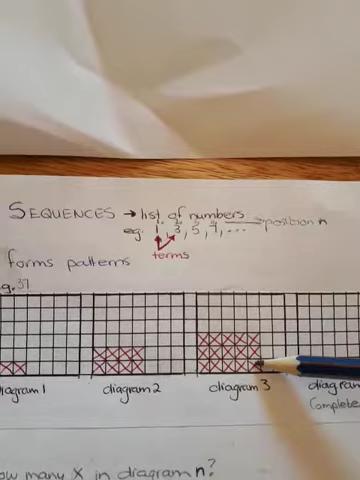 SEQUENCES → list of numbers
position n
eg. 1, 3, 5, 7, ...
forms patterns
terms
g. 37
diagram 1
diagram 2
diagram 3
diagram
Complete
ow many X in diagram n?